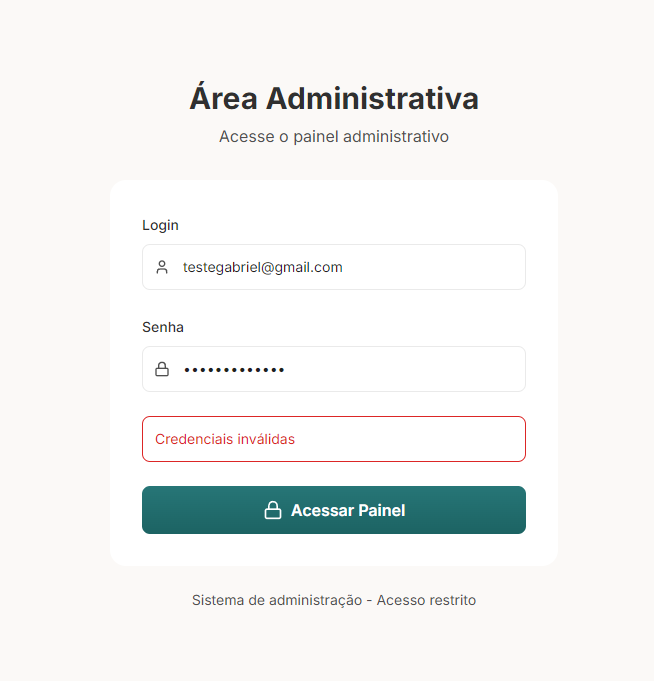 Área Administrativa
Acesse o painel administrativo
Login
testegabriel@gmail.com
Senha
•••••••••••••
Credenciais inválidas
Acessar Painel
Sistema de administração - Acesso restrito